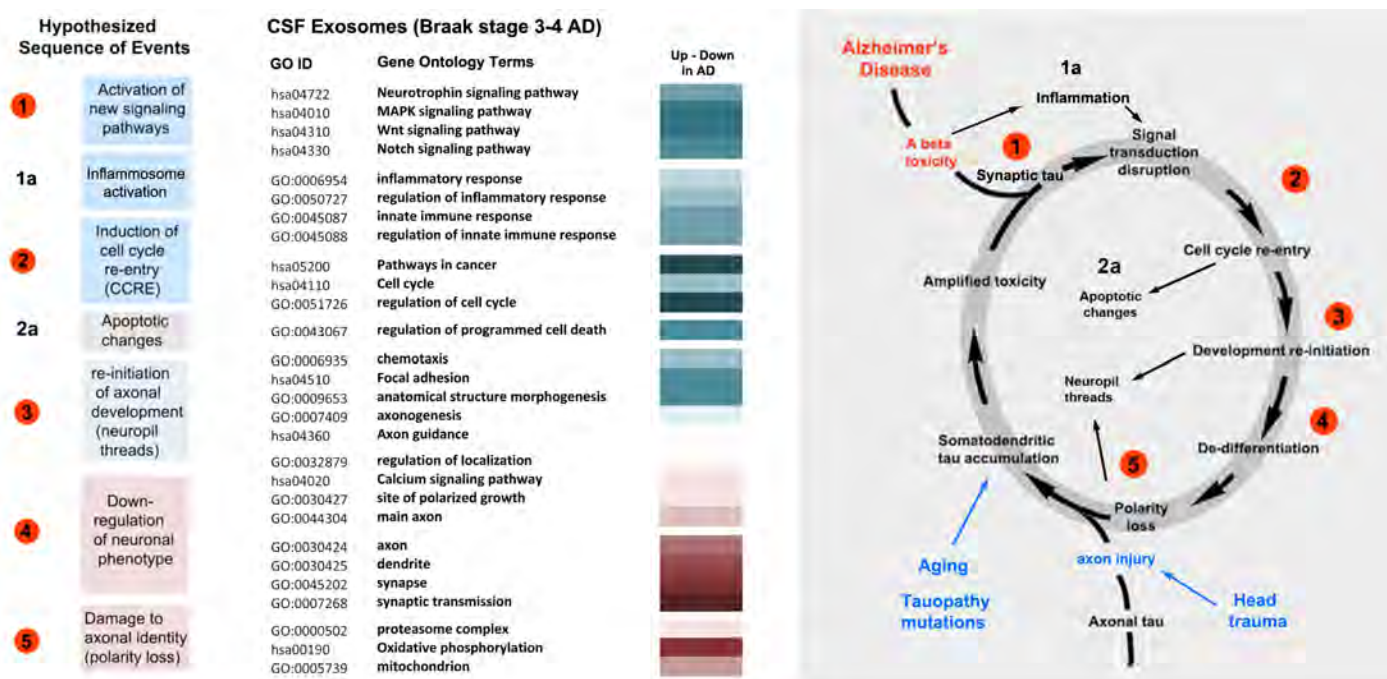 Hypothesized
Sequence of Events
1
Activation of
new signaling
pathways
1a
Inflammosome
activation
2
Induction of
cell cycle
re-entry
(CCRE)
2a
Apoptotic
changes
3
re-initiation
of axonal
development
(neuropil
threads)
4
Down-
regulation
of neuronal
phenotype
5
Damage to
axonal identity
(polarity loss)
CSF Exosomes (Braak stage 3-4 AD)
GO ID Gene Ontology Terms Up - Down
in AD
hsa04722 Neurotrophin signaling pathway
hsa04010 MAPK signaling pathway
hsa04310 Wnt signaling pathway
hsa04330 Notch signaling pathway
GO:0006954 inflammatory response
GO:0050727 regulation of inflammatory response
GO:0045087 innate immune response
GO:0045088 regulation of innate immune response
hsa05200 Pathways in cancer
hsa04110 Cell cycle
GO:0051726 regulation of cell cycle
GO:0043067 regulation of programmed cell death
GO:0006935 chemotaxis
hsa04510 Focal adhesion
GO:0009653 anatomical structure morphogenesis
GO:0007409 axonogenesis
hsa04360 Axon guidance
GO:0032879 regulation of localization
hsa04020 Calcium signaling pathway
GO:0030427 site of polarized growth
GO:0044304 main axon
GO:0030424 axon
GO:0030425 dendrite
GO:0045202 synapse
GO:0007268 synaptic transmission
GO:0000502 proteasome complex
hsa00190 Oxidative phosphorylation
GO:0005739 mitochondrion
Alzheimer's
Disease
1a
Inflammation
A beta
toxicity
1
Synaptic tau
Signal
transduction
disruption
2
Cell cycle re-entry
2a
Apoptotic
changes
Amplified toxicity
3
Development re-initiation
Neuropil
threads
4
De-differentiation
Somatodendritic
tau accumulation
5
Polarity
loss
Aging
Tauopathy
mutations
axon injury
Head
trauma
Axonal tau